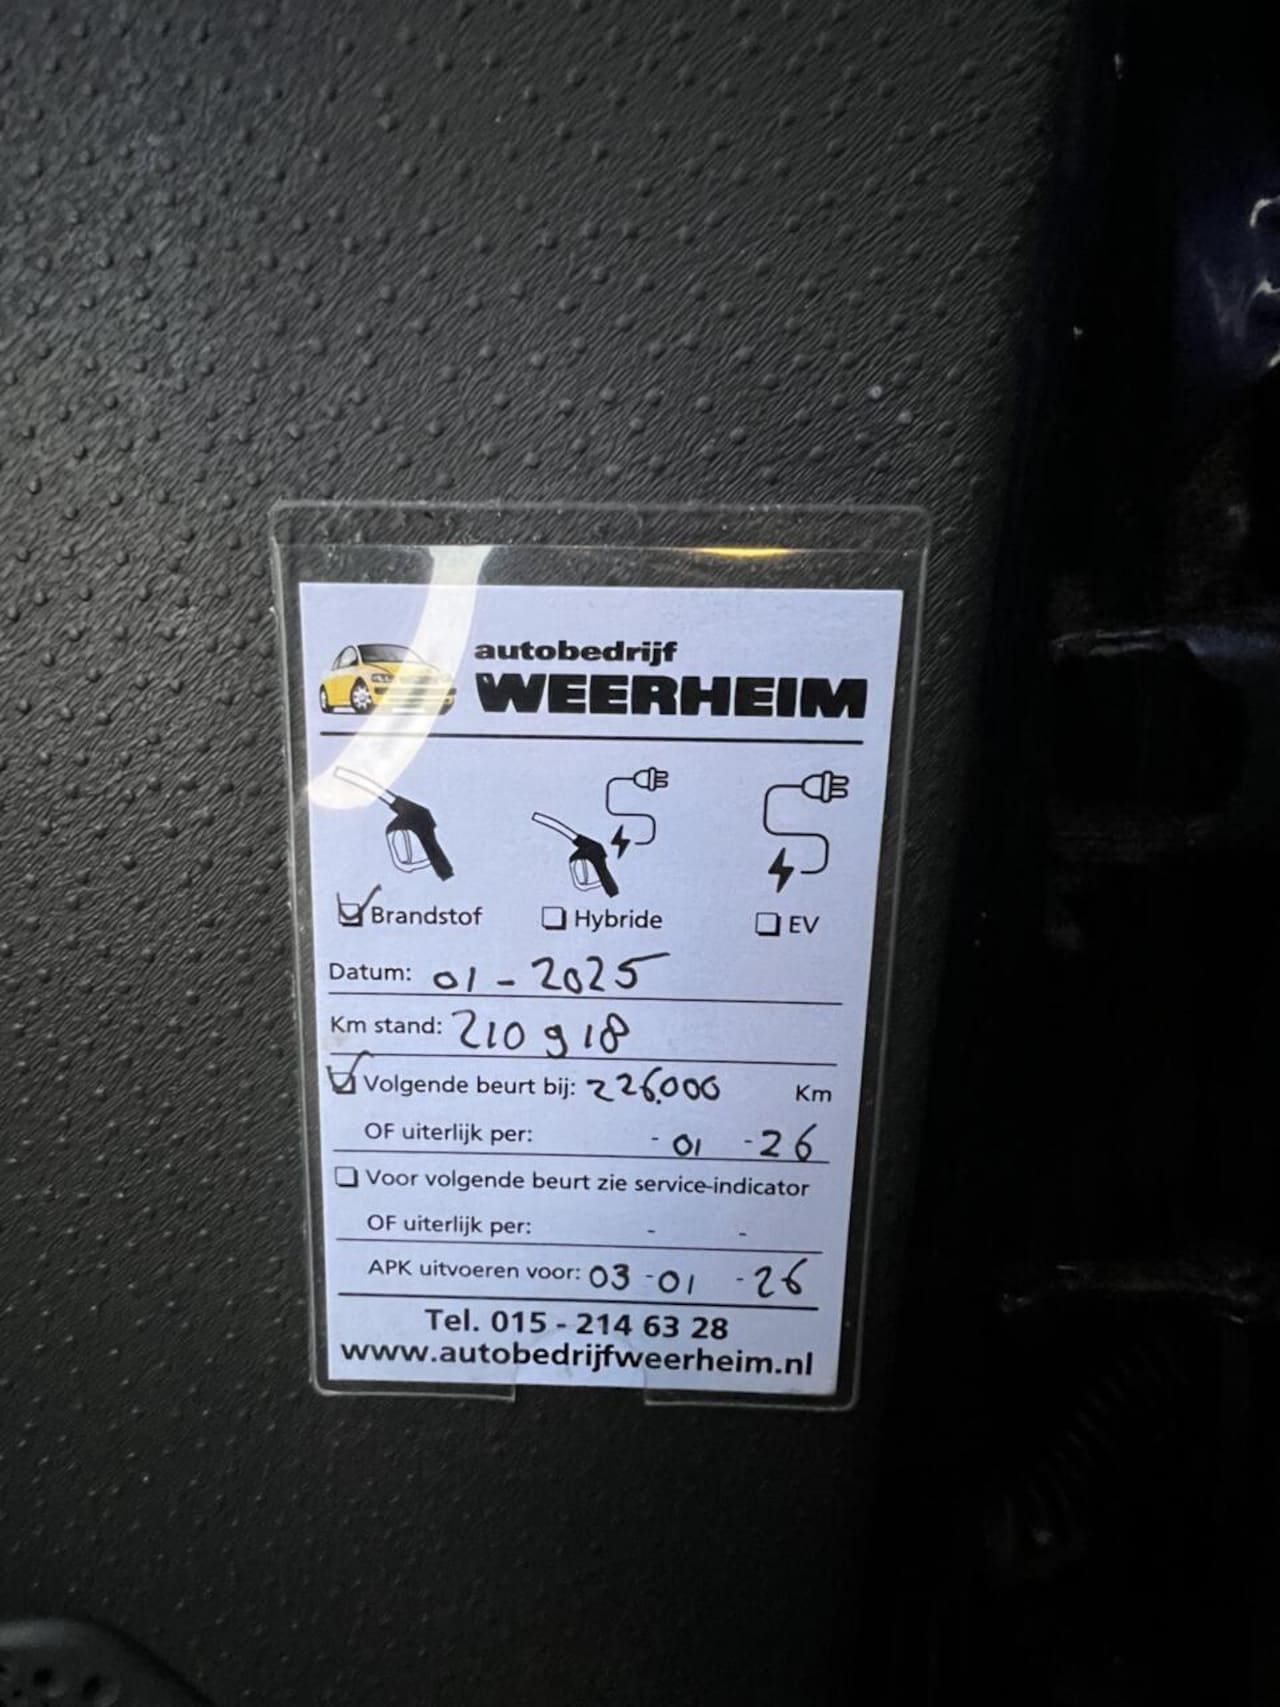 autobedrijf
WEERHEIM
Brandstof Hybride EV
Datum: 01 - 2025
Km stand: 210 918
Volgende beurt bij: 226.000 Km
OF uiterlijk per: - 01 - 26
Voor volgende beurt zie service-indicator
OF uiterlijk per: - -
APK uitvoeren voor: 03 - 01 - 26
Tel. 015 - 214 63 28
www.autobedrijfweerheim.nl